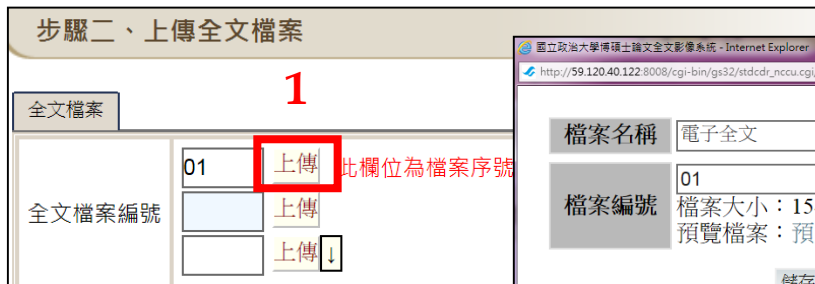 步驟二、上傳全文檔案
1
全文檔案
全文檔案編號
01 上傳 此欄位為檔案序號
上傳
上傳 ↓
國立政治大學博碩士論文全文影像系統 - Internet Explorer
http://59.120.40.122:8008/cgi-bin/gs32/stdcdr_nccu.cgi/
檔案名稱 電子全文
檔案編號
01
檔案大小：15
預覽檔案：預
儲存